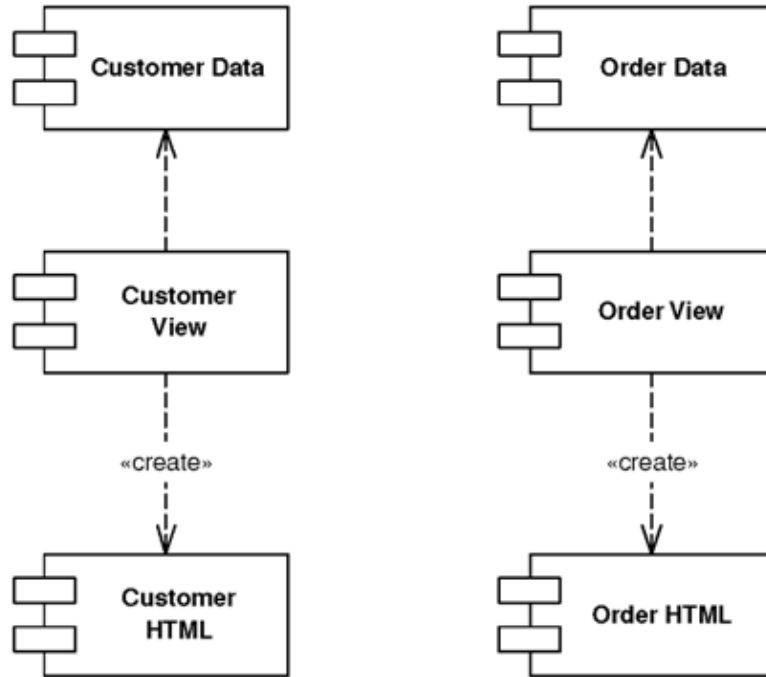 Customer Data
Order Data
Customer
View
Order View
«create»
«create»
Customer
HTML
Order HTML